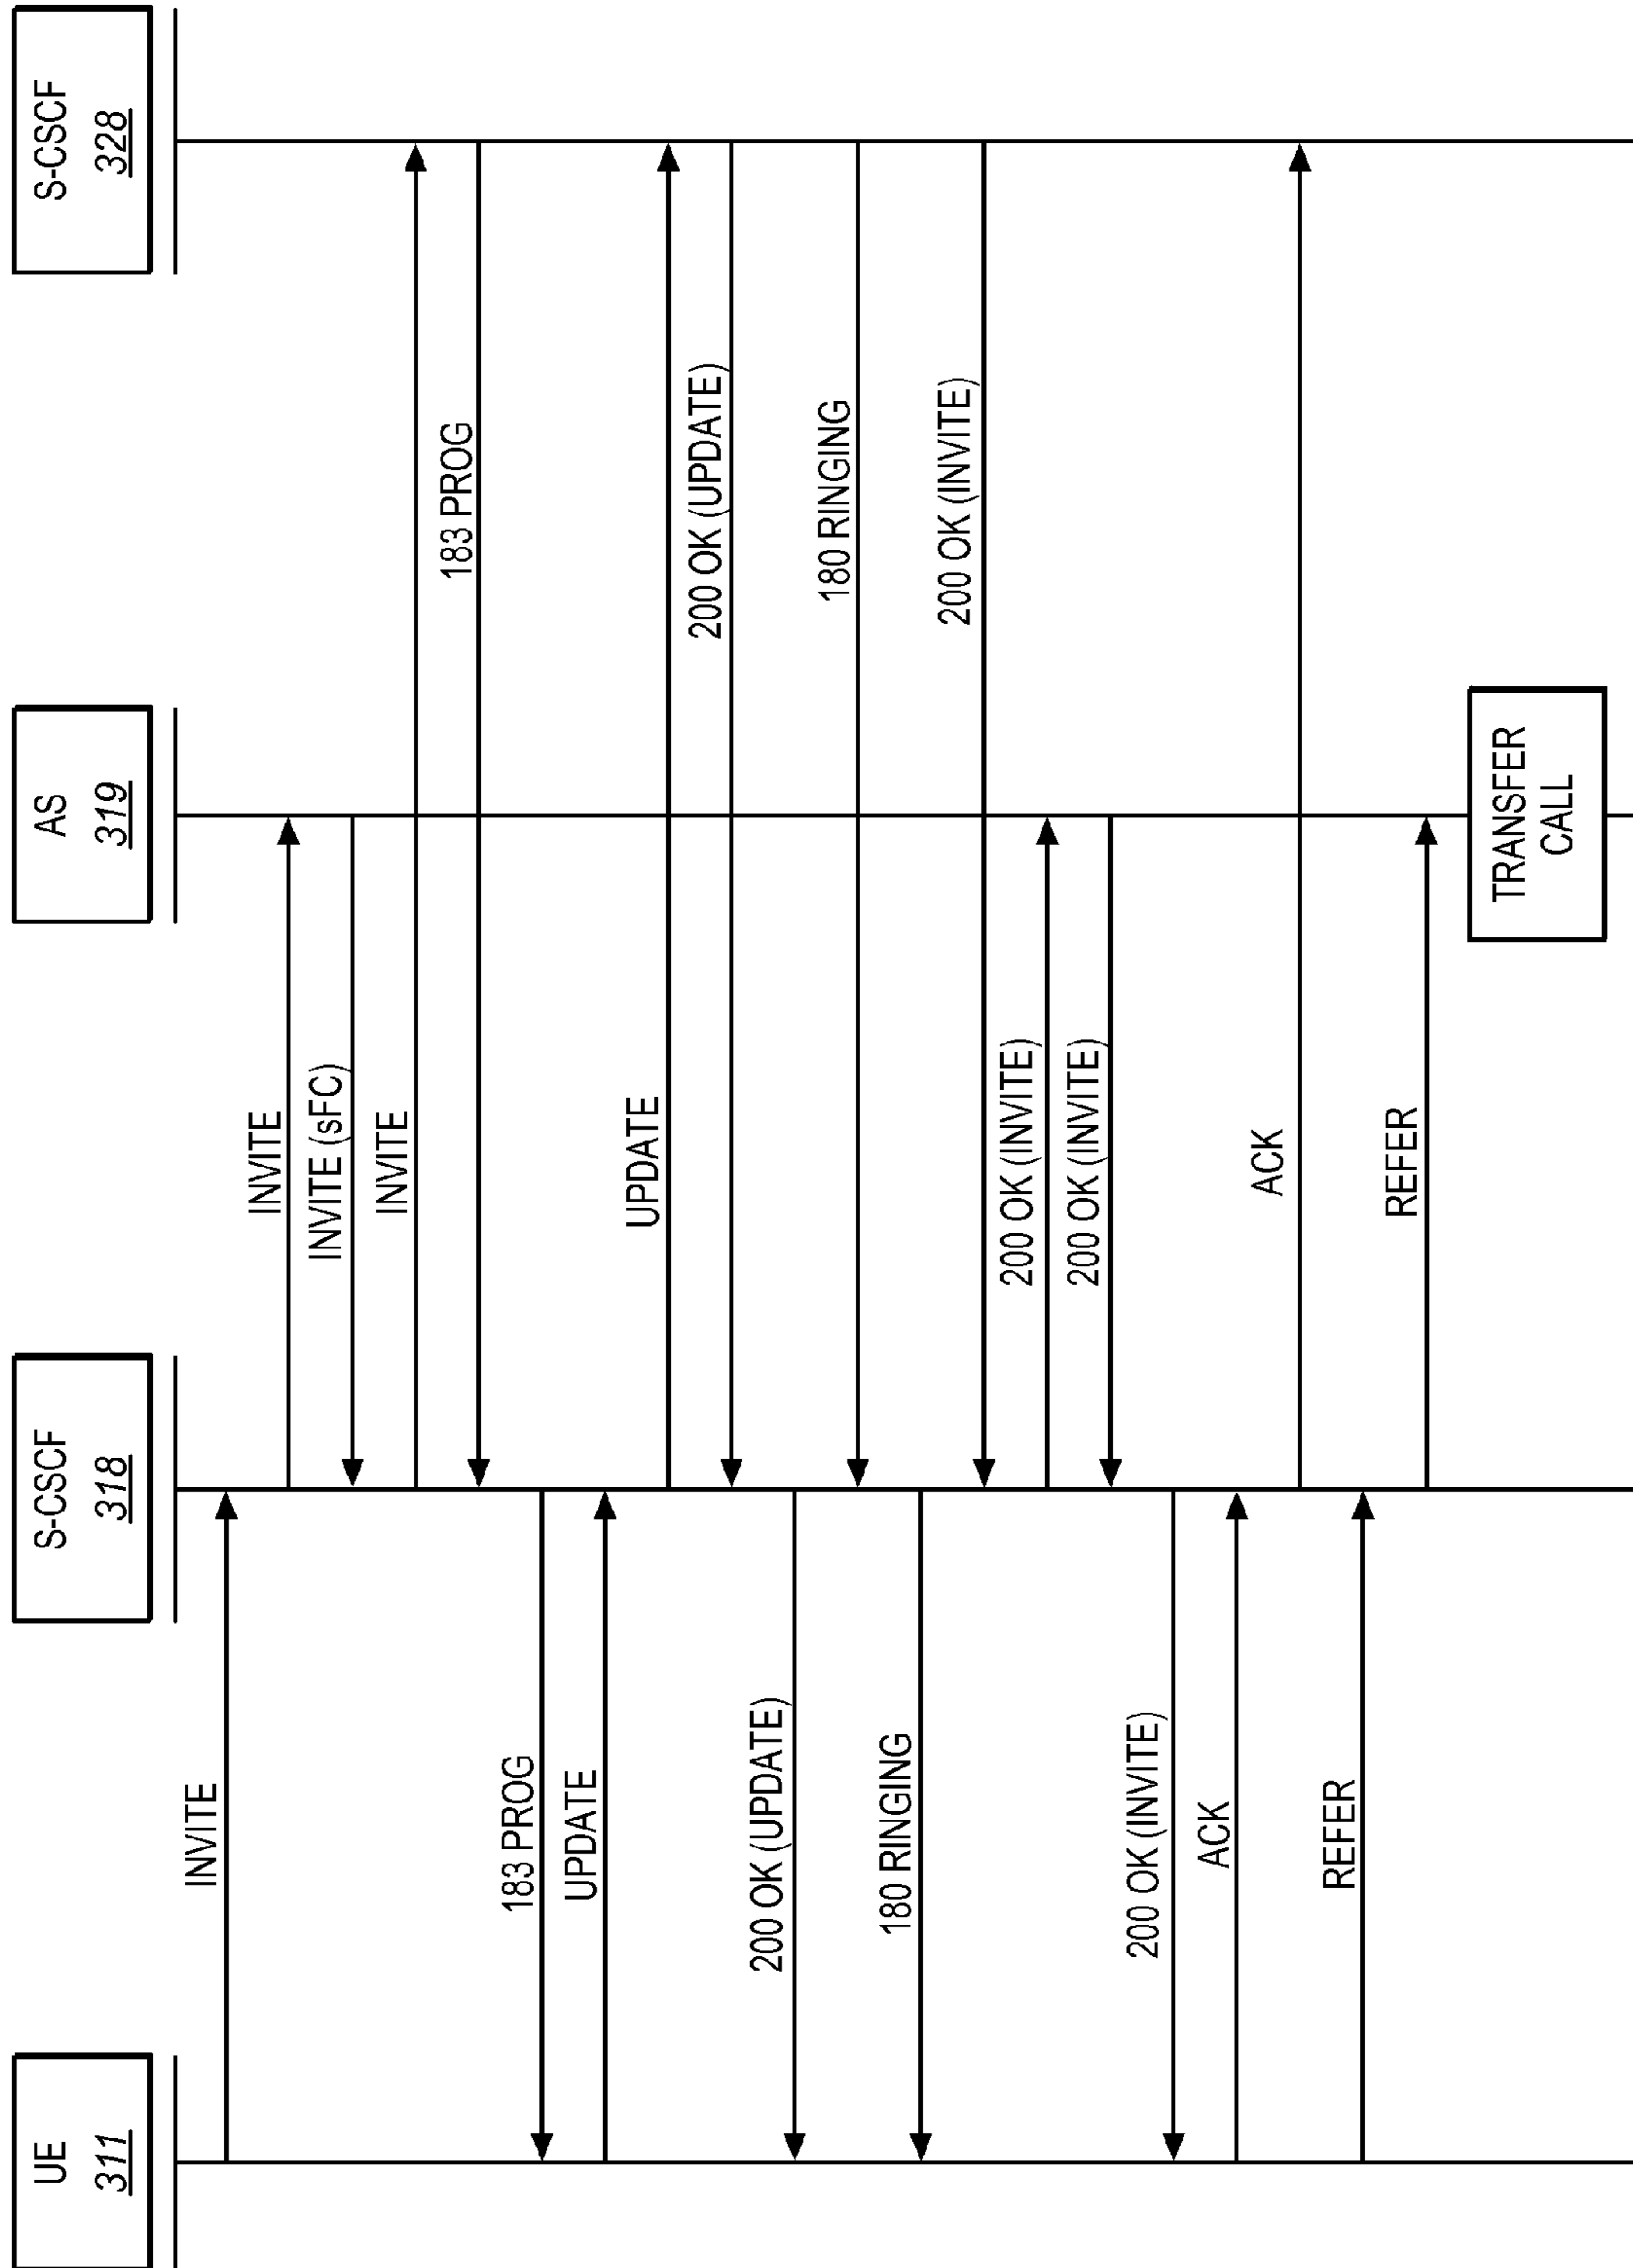 UE
311
S-CSCF
318
AS
319
S-CSCF
328
INVITE
INVITE
INVITE (sFC)
INVITE
183 PROG
183 PROG
UPDATE
UPDATE
200 OK (UPDATE)
200 OK (UPDATE)
180 RINGING
180 RINGING
200 OK (INVITE)
200 OK (INVITE)
200 OK (INVITE)
200 OK (INVITE)
ACK
ACK
REFER
REFER
TRANSFER
CALL